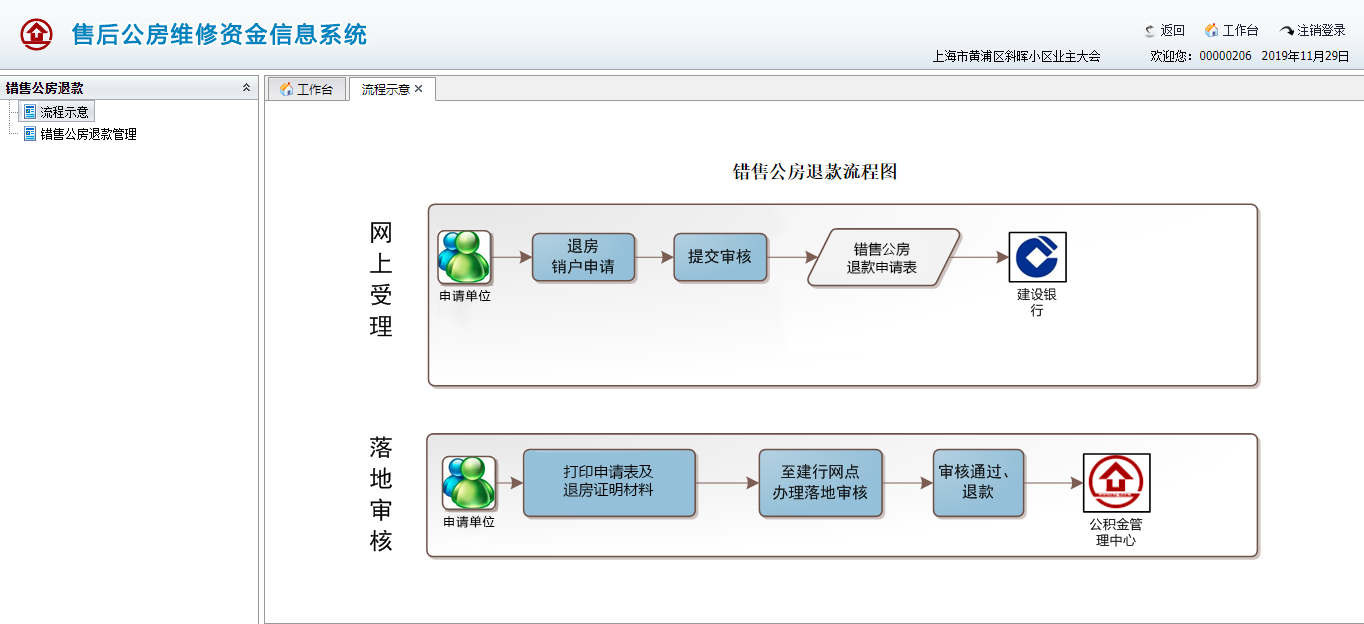 售后公房维修资金信息系统
返回 工作台 注销登录
上海市黄浦区斜晖小区业主大会 欢迎您：00000206 2019年11月29日
错售公房退款
流程示意
错售公房退款管理
工作台 流程示意
错售公房退款流程图
网上受理
申请单位
退房
销户申请
提交审核
错售公房
退款申请表
建设银
行
落地审核
申请单位
打印申请表及
退房证明材料
至建行网点
办理落地审核
审核通过、
退款
公积金管
理中心